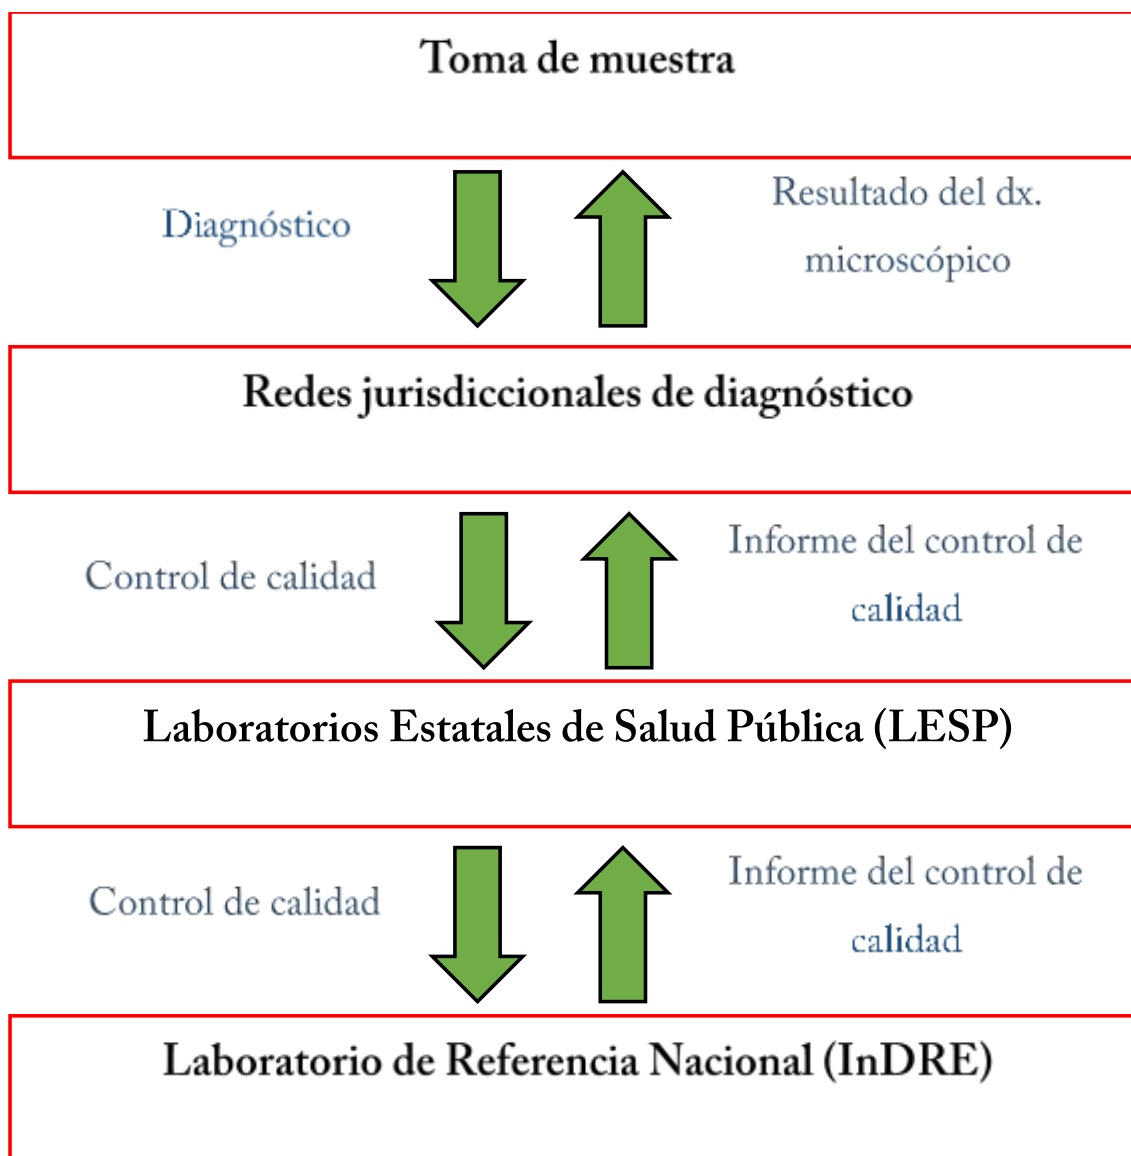 Toma de muestra
Diagnóstico
Resultado del dx.
microscópico
Redes jurisdiccionales de diagnóstico
Control de calidad
Informe del control de
calidad
Laboratorios Estatales de Salud Pública (LESP)
Control de calidad
Informe del control de
calidad
Laboratorio de Referencia Nacional (InDRE)